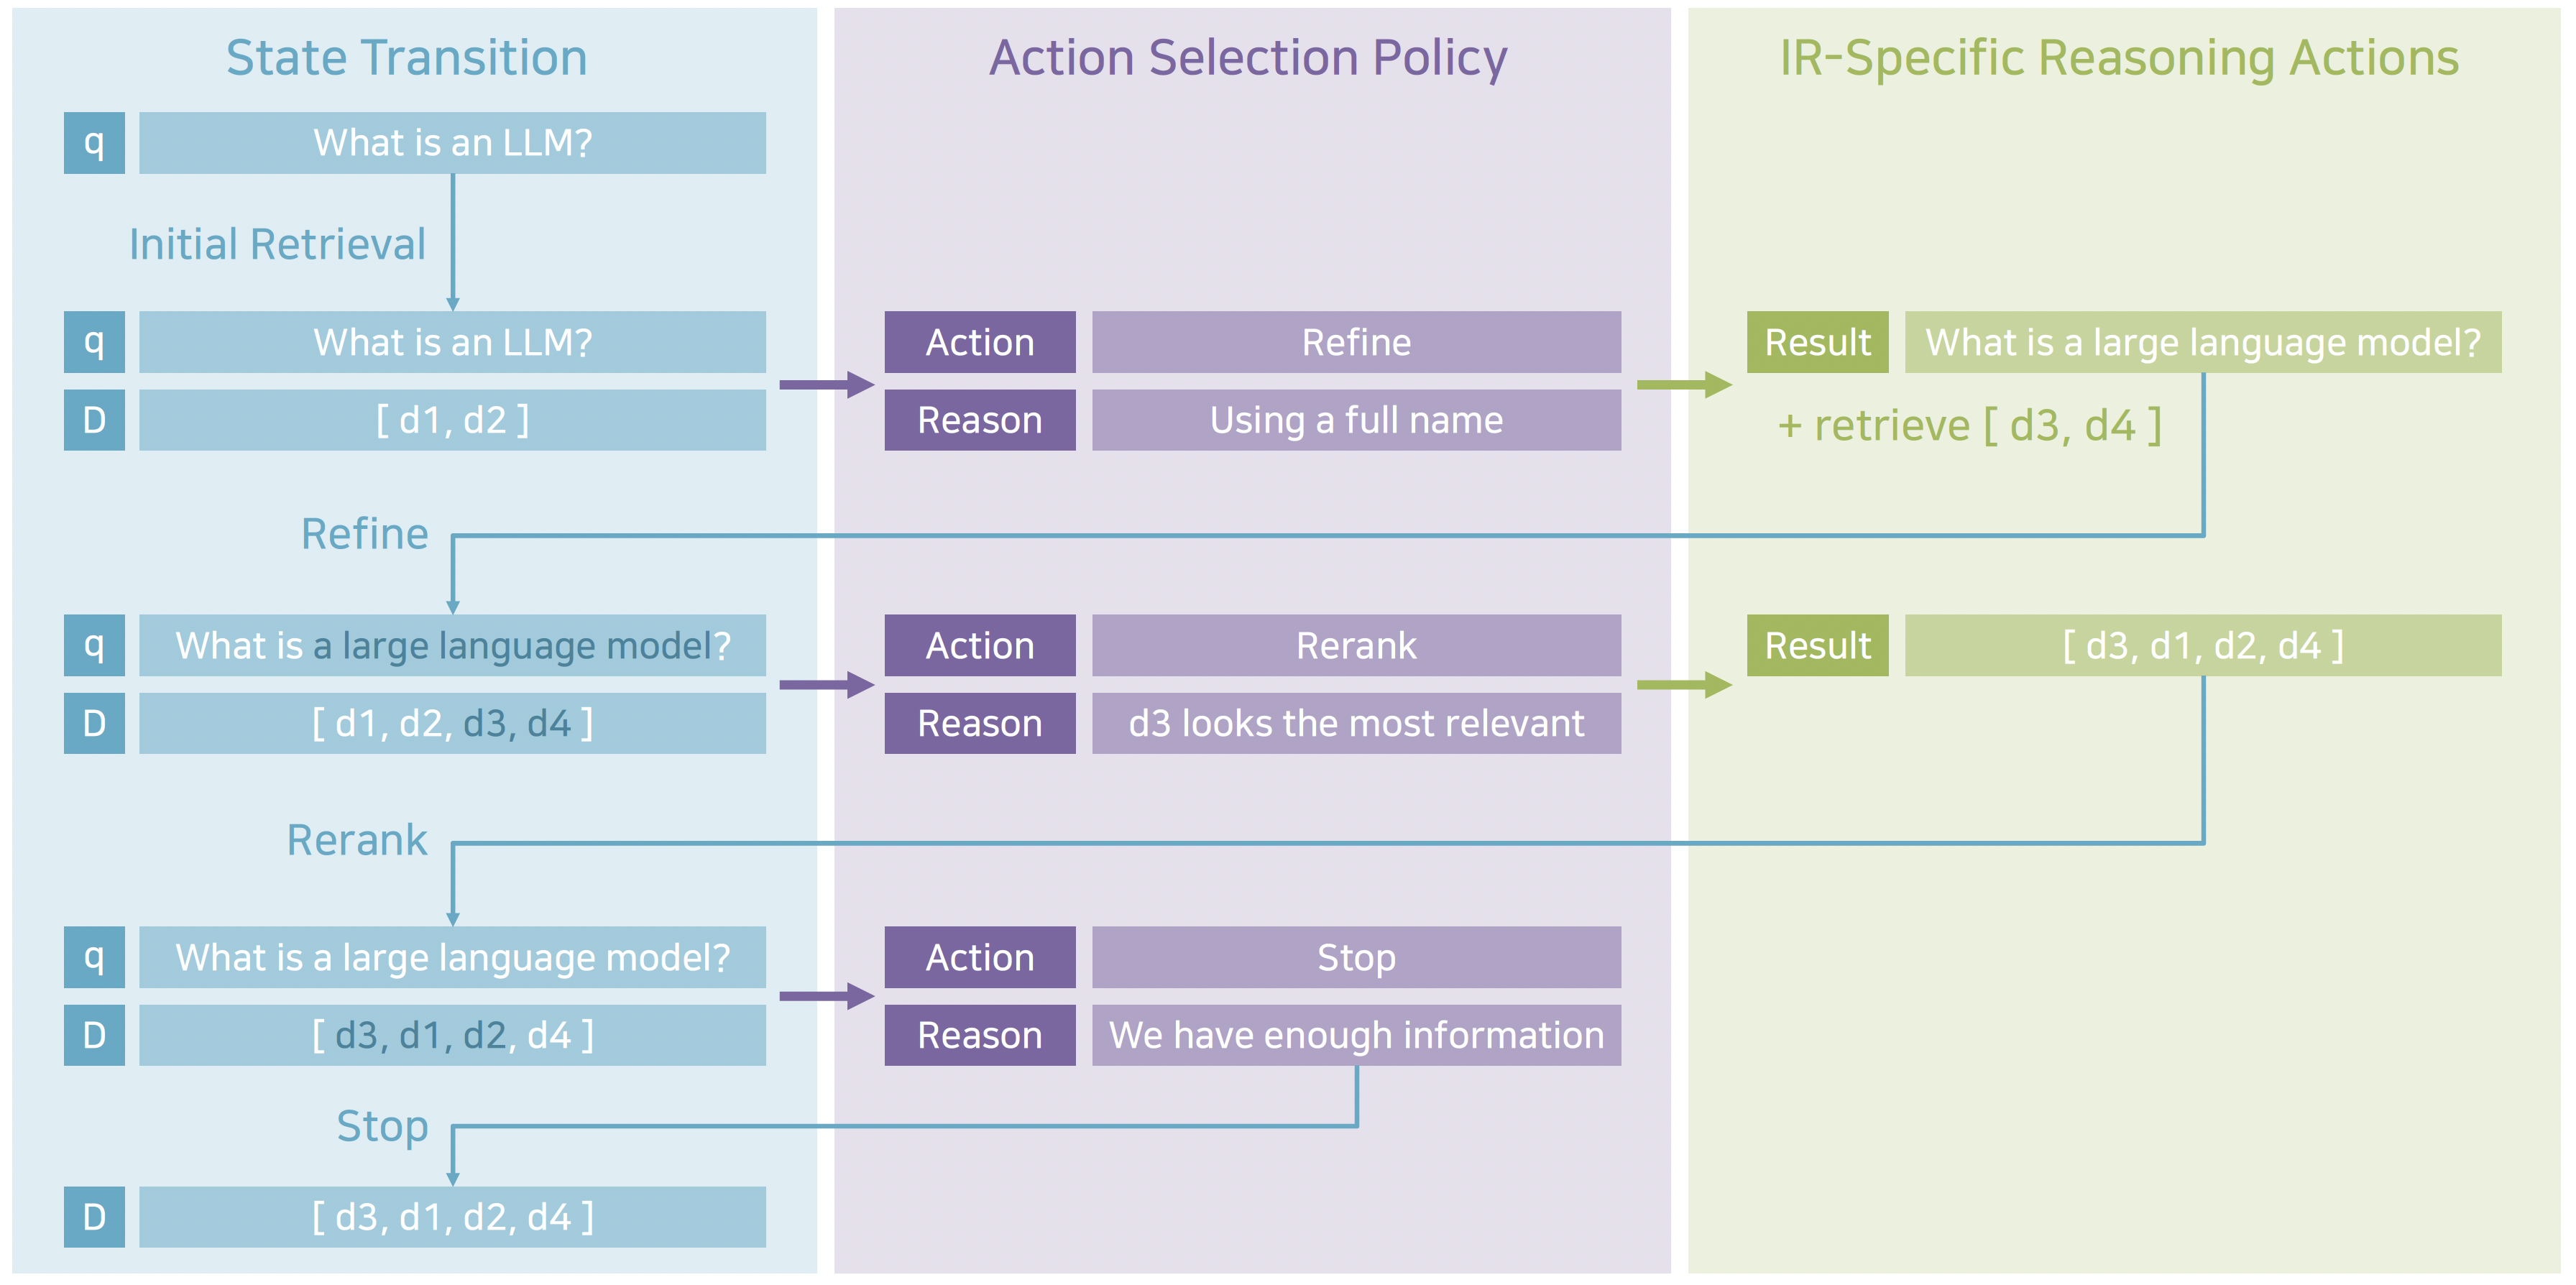 State Transition
Action Selection Policy
IR-Specific Reasoning Actions
q
What is an LLM?
Initial Retrieval
q
What is an LLM?
D
[ d1, d2 ]
Action
Refine
Reason
Using a full name
Result
What is a large language model?
+ retrieve [ d3, d4 ]
Refine
q
What is a large language model?
D
[ d1, d2, d3, d4 ]
Action
Rerank
Reason
d3 looks the most relevant
Result
[ d3, d1, d2, d4 ]
Rerank
q
What is a large language model?
D
[ d3, d1, d2, d4 ]
Action
Stop
Reason
We have enough information
Stop
D
[ d3, d1, d2, d4 ]